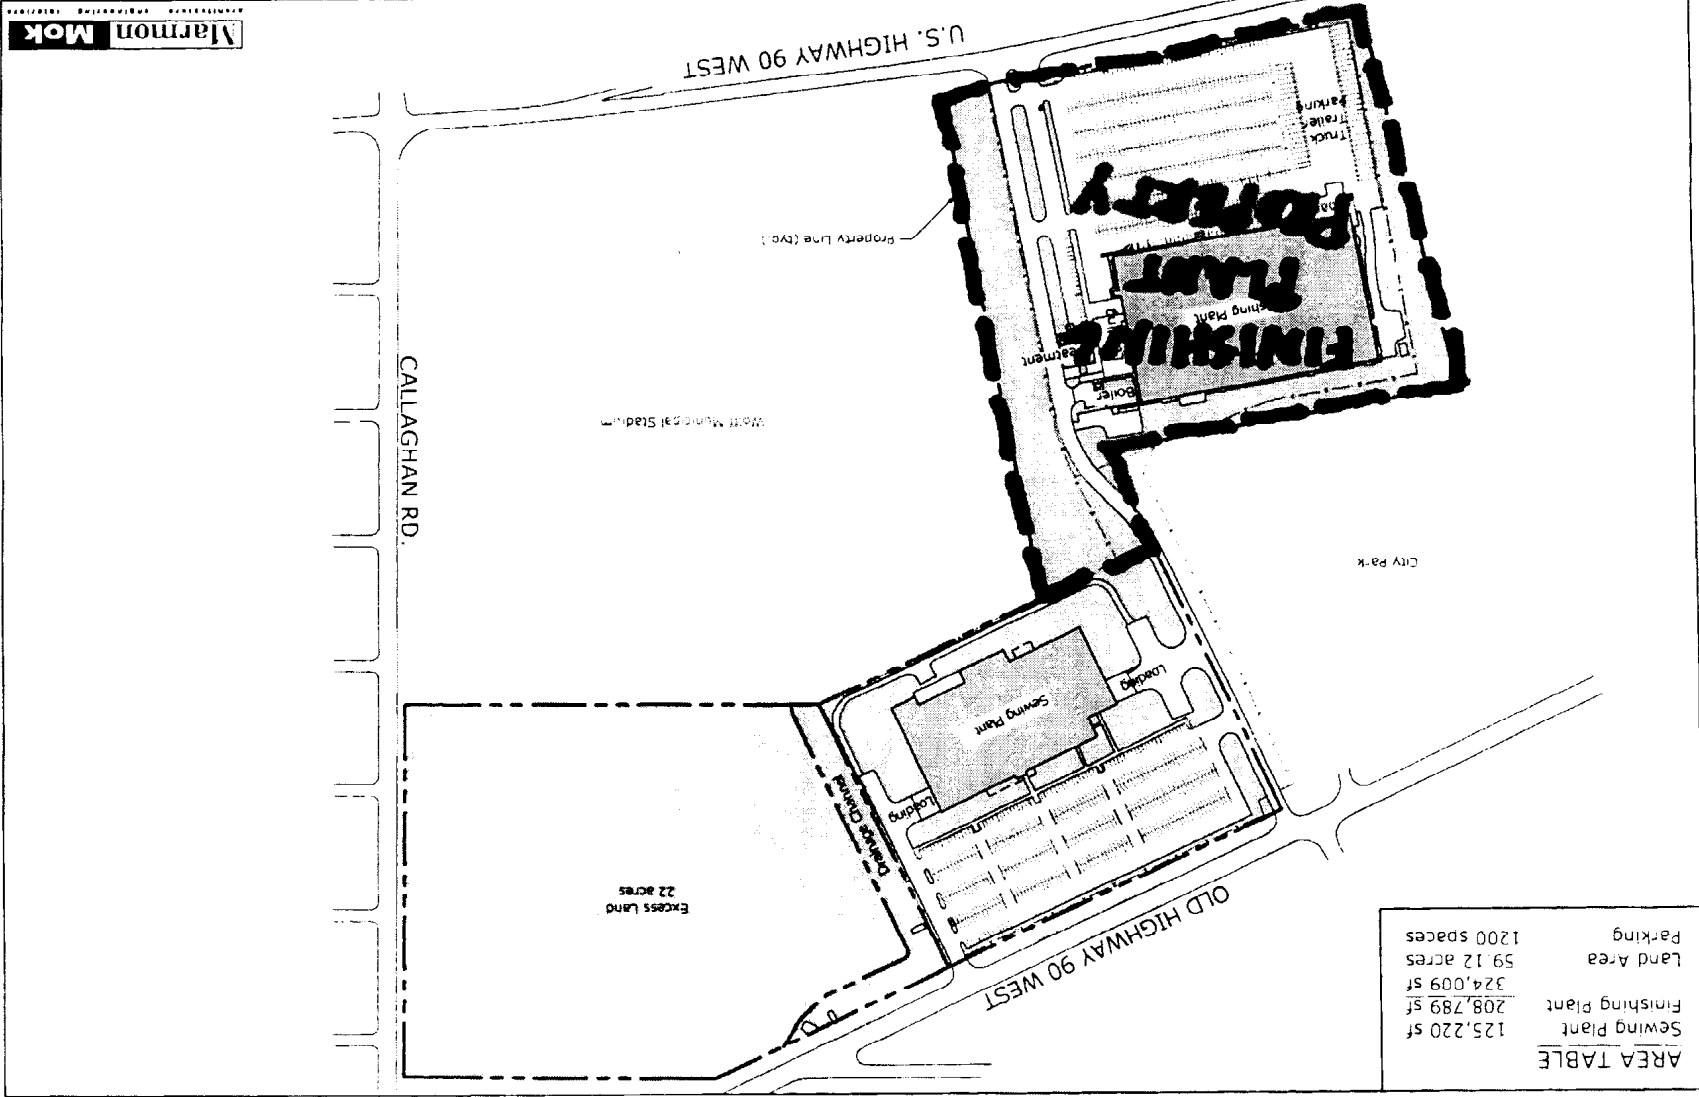 AREA TABLE
Sewing Plant 125,220 sf
Finishing Plant 208,789 sf
324,009 sf
Land Area 59.12 acres
Parking 1200 spaces
OLD HIGHWAY 90 WEST
Excess Land
22 acres
Drainage Channel
Loading
Sewing Plant
Loading
City Park
CALLAGHAN RD.
Wolff Municipal Stadium
Boiler
FINISHING
PLANT
PROPERTY
Property Line (typ.)
Truck
Trailer
Parking
U.S. HIGHWAY 90 WEST
Marmon Mok
architecture engineering interiors